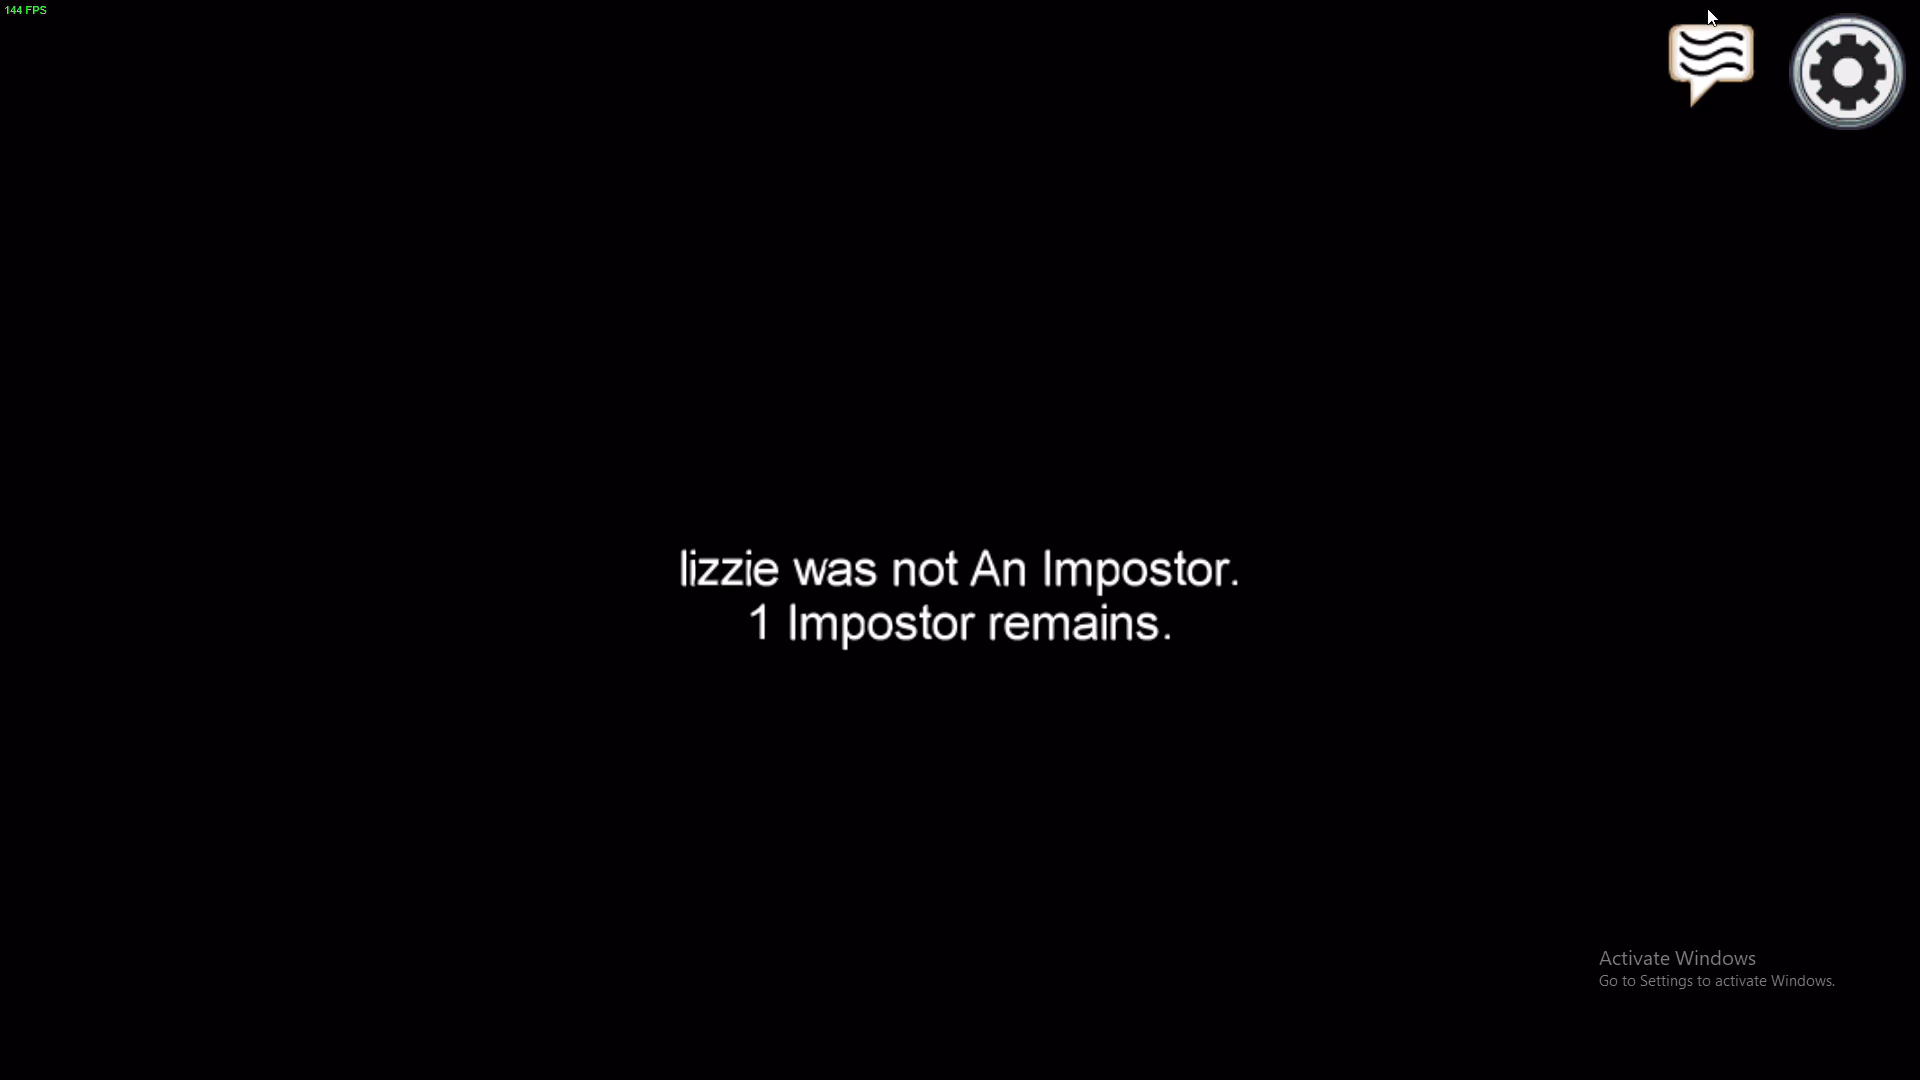 144 FPS
lizzie was not An Impostor.
1 Impostor remains.
Activate Windows
Go to Settings to activate Windows.